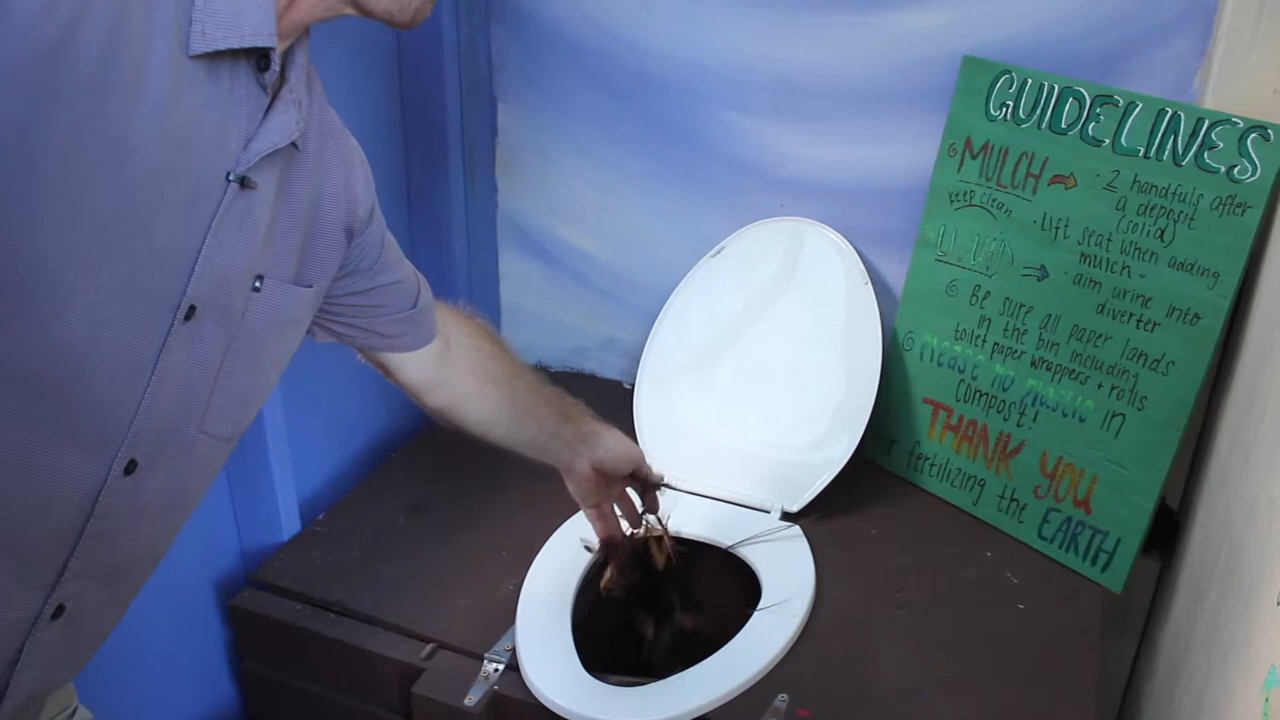 GUIDELINES
MULCH → · 2 handfuls after
a deposit
(solid)
keep clean
· Lift seat when adding
mulch -
→ · aim urine into
diverter
Be sure all paper lands
in the bin including
toilet paper wrappers + rolls
Please no plastic in
compost!
THANK YOU
for fertilizing the EARTH